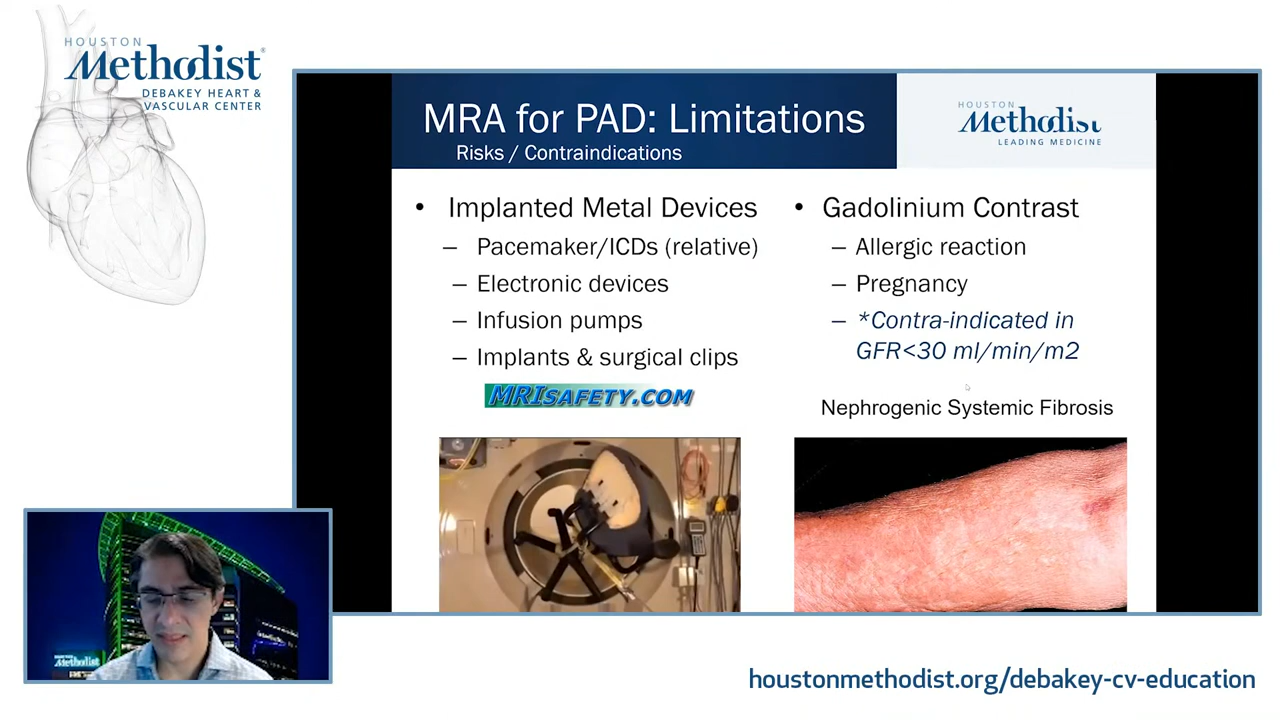 HOUSTON
Methodist
DEBAKEY HEART &
VASCULAR CENTER
MRA for PAD: Limitations
Risks / Contraindications
HOUSTON
Methodist
LEADING MEDICINE
• Implanted Metal Devices
– Pacemaker/ICDs (relative)
– Electronic devices
– Infusion pumps
– Implants & surgical clips
MRISAFETY.COM
• Gadolinium Contrast
– Allergic reaction
– Pregnancy
– *Contra-indicated in
GFR<30 ml/min/m2
Nephrogenic Systemic Fibrosis
Methodist
houstonmethodist.org/debakey-cv-education